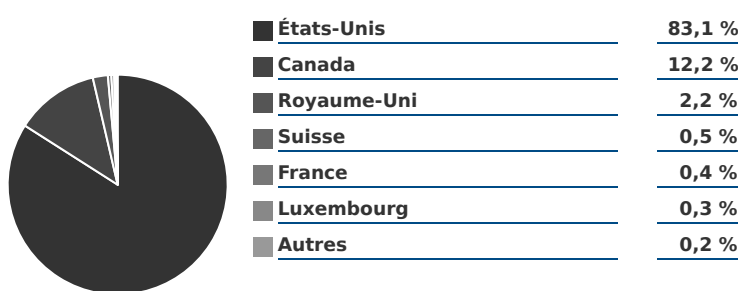 États-Unis 83,1 %
Canada 12,2 %
Royaume-Uni 2,2 %
Suisse 0,5 %
France 0,4 %
Luxembourg 0,3 %
Autres 0,2 %